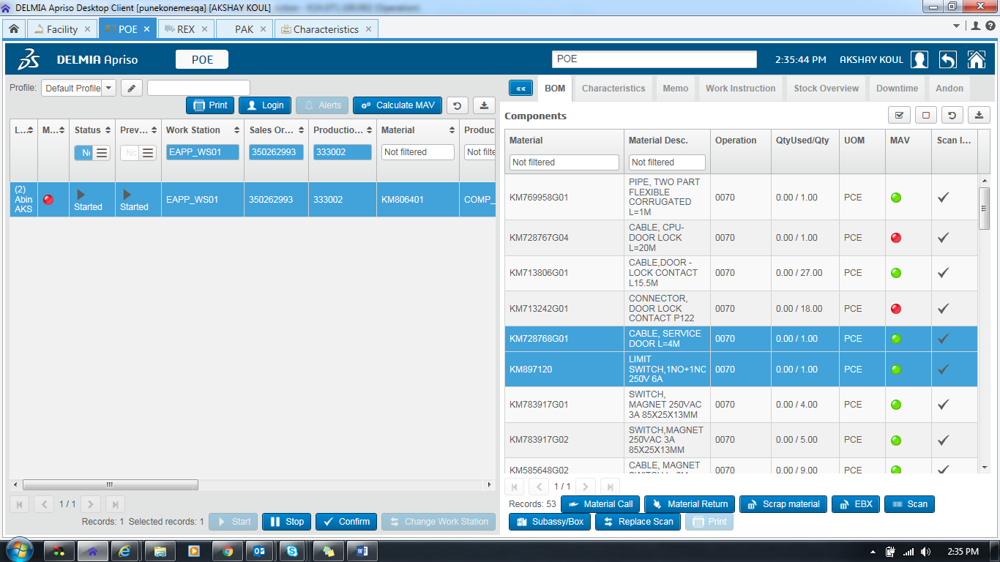 DELMIA Apriso Desktop Client [punekonemesqa] [AKSHAY KOUL]
Facility
POE
REX
PAK
Characteristics
DELMIA Apriso
POE
POE
2:35:44 PM
AKSHAY KOUL
Profile:
Default Profile
Print
Login
Alerts
Calculate MAV
L...
M...
Status
Prev...
Work Station
Sales Or...
Productio...
Material
Produc
EAPP_WS01
350262993
333002
Not filtered
Not filte
(2)
Abin
AKS
Started
Started
EAPP_WS01
350262993
333002
KM806401
COMP_
1 / 1
Records: 1 Selected records: 1
Start
Stop
Confirm
Change Work Station
««
BOM
Characteristics
Memo
Work Instruction
Stock Overview
Downtime
Andon
Components
Material
Material Desc.
Operation
QtyUsed/Qty
UOM
MAV
Scan I...
Not filtered
Not filtered
KM769958G01
PIPE, TWO PART
FLEXIBLE
CORRUGATED
L=1M
0070
0.00 / 1.00
PCE
KM728767G04
CABLE, CPU-
DOOR LOCK
L=20M
0070
0.00 / 1.00
PCE
KM713806G01
CABLE,DOOR -
LOCK CONTACT
L15.5M
0070
0.00 / 27.00
PCE
KM713242G01
CONNECTOR,
DOOR LOCK
CONTACT P122
0070
0.00 / 18.00
PCE
KM728768G01
CABLE, SERVICE
DOOR L=4M
0070
0.00 / 1.00
PCE
KM897120
LIMIT
SWITCH,1NO+1NC
250V 6A
0070
0.00 / 1.00
PCE
KM783917G01
SWITCH,
MAGNET 250VAC
3A 85X25X13MM
0070
0.00 / 4.00
PCE
KM783917G02
SWITCH,MAGNET
250VAC 3A
85X25X13MM
0070
0.00 / 5.00
PCE
KM585648G02
CABLE, MAGNET
0070
0.00 / 9.00
PCE
1 / 1
Records: 53
Material Call
Material Return
Scrap material
EBX
Scan
Subassy/Box
Replace Scan
Print
2:35 PM